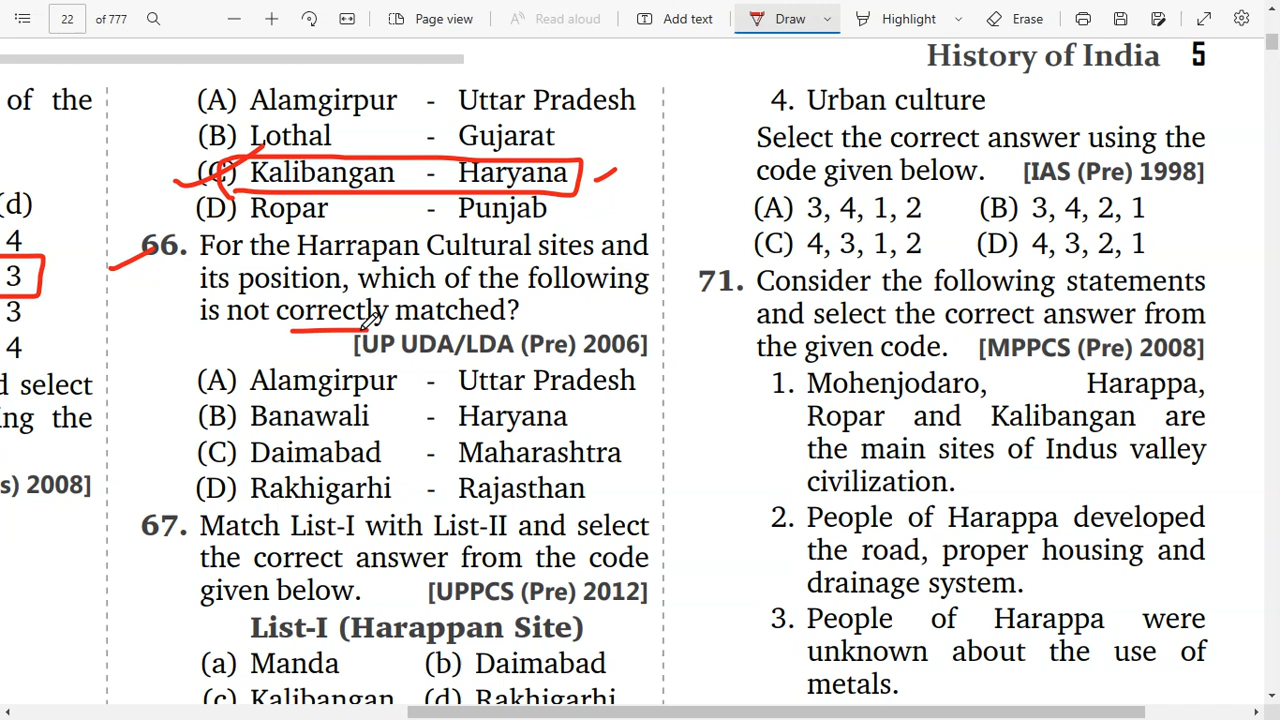 22 of 777 Page view Read aloud Add text Draw Highlight Erase
History of India 5
of the
(d)
4
3
3
4
d select
ing the
s) 2008]
(A) Alamgirpur - Uttar Pradesh
(B) Lothal - Gujarat
(C) Kalibangan - Haryana
(D) Ropar - Punjab
66. For the Harrapan Cultural sites and
its position, which of the following
is not correctly matched?
[UP UDA/LDA (Pre) 2006]
(A) Alamgirpur - Uttar Pradesh
(B) Banawali - Haryana
(C) Daimabad - Maharashtra
(D) Rakhigarhi - Rajasthan
67. Match List-I with List-II and select
the correct answer from the code
given below. [UPPCS (Pre) 2012]
List-I (Harappan Site)
(a) Manda (b) Daimabad
(c) Kalibangan (d) Rakhigarhi
4. Urban culture
Select the correct answer using the
code given below. [IAS (Pre) 1998]
(A) 3, 4, 1, 2 (B) 3, 4, 2, 1
(C) 4, 3, 1, 2 (D) 4, 3, 2, 1
71. Consider the following statements
and select the correct answer from
the given code. [MPPCS (Pre) 2008]
1. Mohenjodaro, Harappa,
Ropar and Kalibangan are
the main sites of Indus valley
civilization.
2. People of Harappa developed
the road, proper housing and
drainage system.
3. People of Harappa were
unknown about the use of
metals.